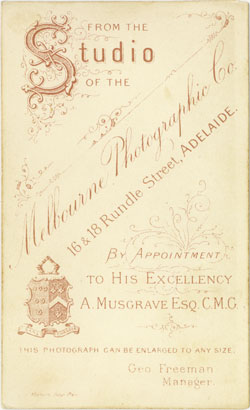 FROM THE
Studio
OF THE
Melbourne Photographic Co.
16 & 18 Rundle Street, ADELAIDE.
BY APPOINTMENT
TO HIS EXCELLENCY
A. MUSGRAVE ESQ. C.M.G.
THIS PHOTOGRAPH CAN BE ENLARGED TO ANY SIZE.
Geo. Freeman
Manager.